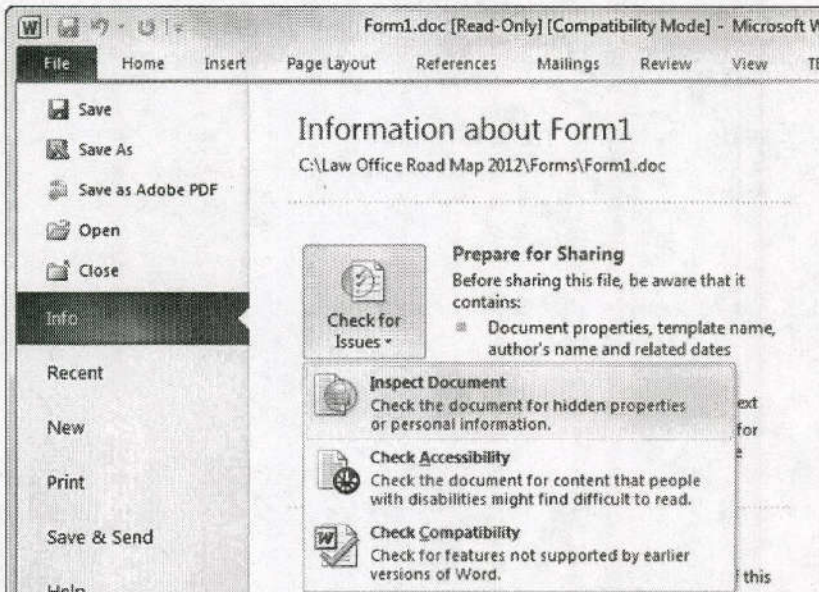 W
Form1.doc [Read-Only] [Compatibility Mode] - Microsoft W
File Home Insert Page Layout References Mailings Review View TE
Save
Save As
Save as Adobe PDF
Open
Close
Info
Recent
New
Print
Save & Send
Help
Information about Form1
C:\Law Office Road Map 2012\Forms\Form1.doc
Check for
Issues
Prepare for Sharing
Before sharing this file, be aware that it
contains:
Document properties, template name,
author's name and related dates
Inspect Document
Check the document for hidden properties
or personal information.
Check Accessibility
Check the document for content that people
with disabilities might find difficult to read.
Check Compatibility
Check for features not supported by earlier
versions of Word.
ext
for
e
this